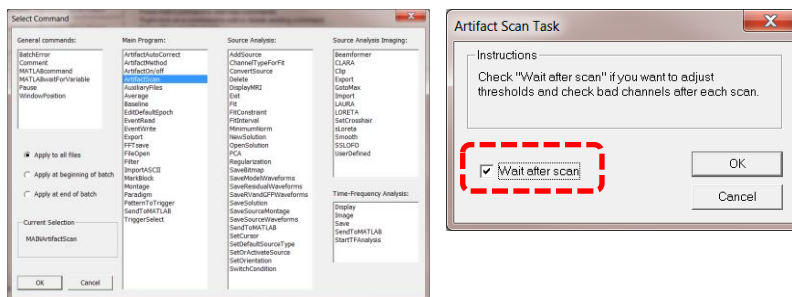 Select Command
General commands:
BatchError
Comment
MATLABcommand
MATLABwaitForVariable
Pause
WindowPosition
Apply to all files
Apply at beginning of batch
Apply at end of batch
Current Selection
MAINArtifactScan
OK
Cancel
Main Program:
ArtifactAutoCorrect
ArtifactMethod
ArtifactOn/off
ArtifactScan
AuxiliaryFiles
Average
Baseline
EditDefaultEpoch
EventRead
EventWrite
Export
FFTsave
FileOpen
Filter
ImportASCII
MarkBlock
Montage
Paradigm
PatternToTrigger
SendToMATLAB
TriggerSelect
Source Analysis:
AddSource
ChannelTypeForFit
ConvertSource
Delete
DisplayMRI
Exit
Fit
FitConstraint
FitInterval
MinimumNorm
NewSolution
OpenSolution
PCA
Regularization
SaveBitmap
SaveModelWaveforms
SaveResidualWaveforms
SaveRVandGFPWaveforms
SaveSolution
SaveSourceMontage
SaveSourceWaveforms
SendToMATLAB
SetCursor
SetDefaultSourceType
SetOrActivateSource
SetOrientation
SwitchCondition
Source Analysis Imaging:
Beamformer
CLARA
Clip
Export
GotoMax
Import
LAURA
LORETA
SetCrosshair
sLoreta
Smooth
SSLOFO
UserDefined
Time-Frequency Analysis:
Display
Image
Save
SendToMATLAB
StartTFAnalysis
Artifact Scan Task
Instructions
Check "Wait after scan" if you want to adjust
thresholds and check bad channels after each scan.
Wait after scan
OK
Cancel